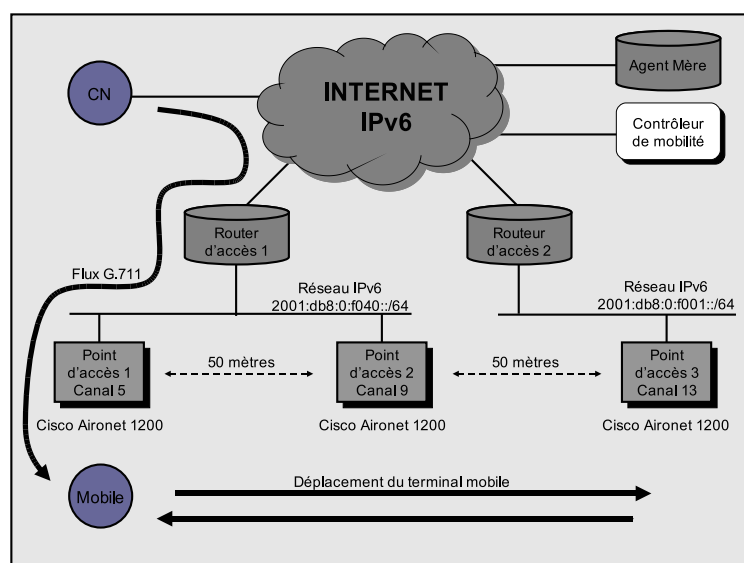 CN
INTERNET
IPv6
Agent Mère
Contrôleur
de mobilité
Router
d'accès 1
Routeur
d'accès 2
Flux G.711
Réseau IPv6
2001:db8:0:f040::/64
Réseau IPv6
2001:db8:0:f001::/64
Point
d'accès 1
Canal 5
50 mètres
Point
d'accès 2
Canal 9
50 mètres
Point
d'accès 3
Canal 13
Cisco Aironet 1200
Cisco Aironet 1200
Cisco Aironet 1200
Mobile
Déplacement du terminal mobile